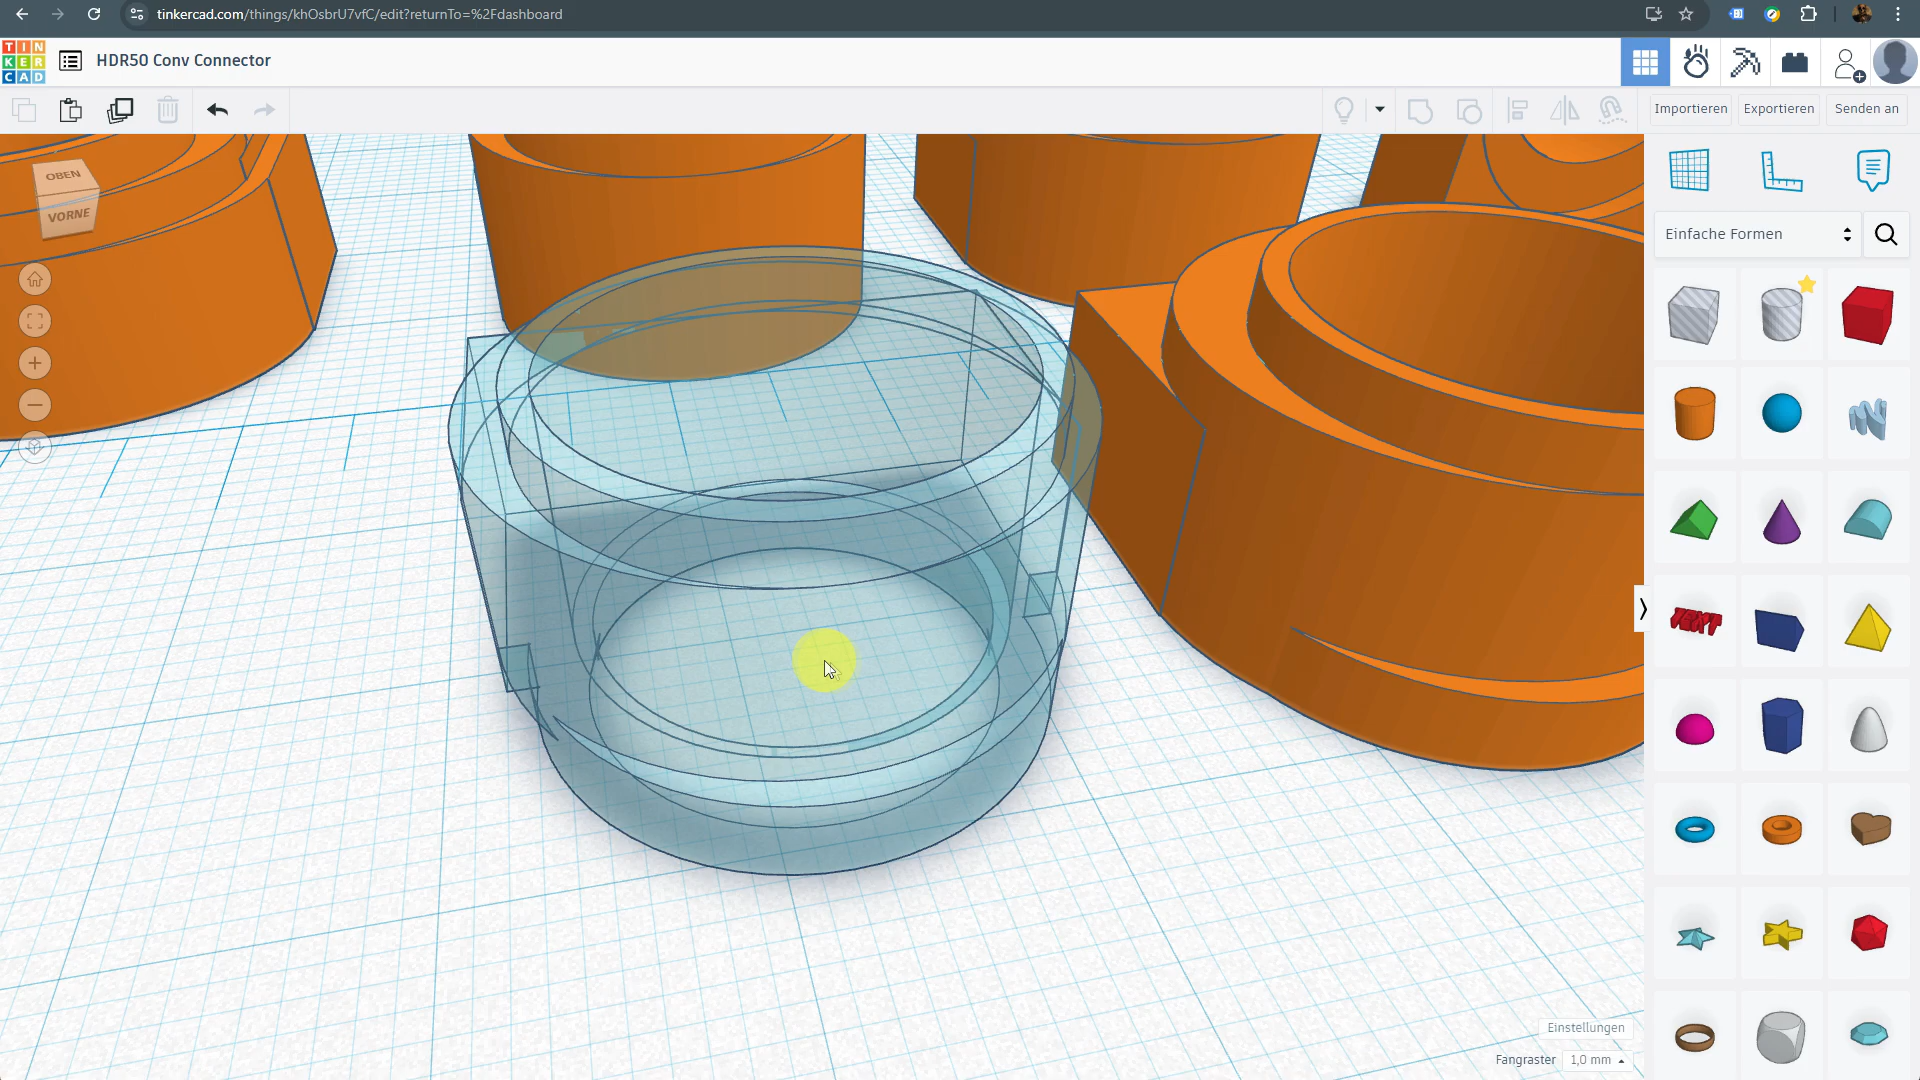 tinkercad.com/things/khOsbrU7vfC/edit?returnTo=%2Fdashboard
TIN
KER
CAD
HDR50 Conv Connector
Importieren
Exportieren
Senden an
OBEN
VORNE
Einfache Formen
TEXT
Einstellungen
Fangraster
1,0 mm